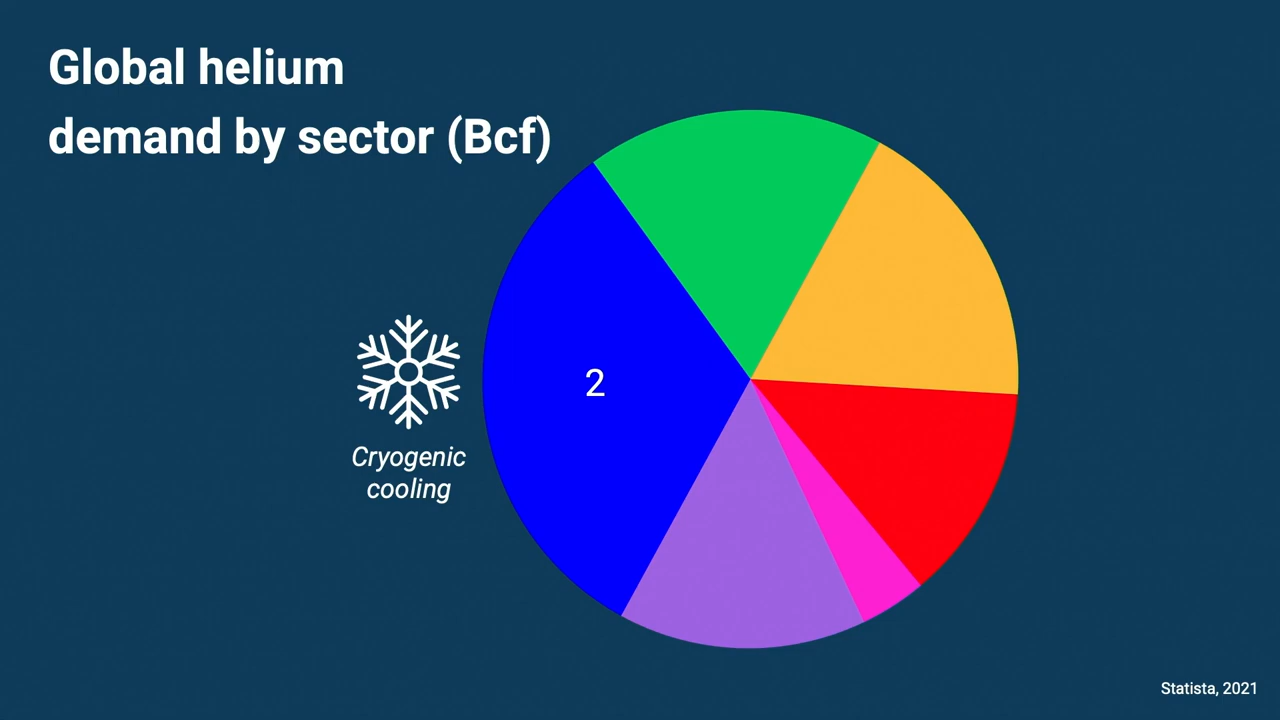 Global helium
demand by sector (Bcf)
2
Cryogenic
cooling
Statista, 2021